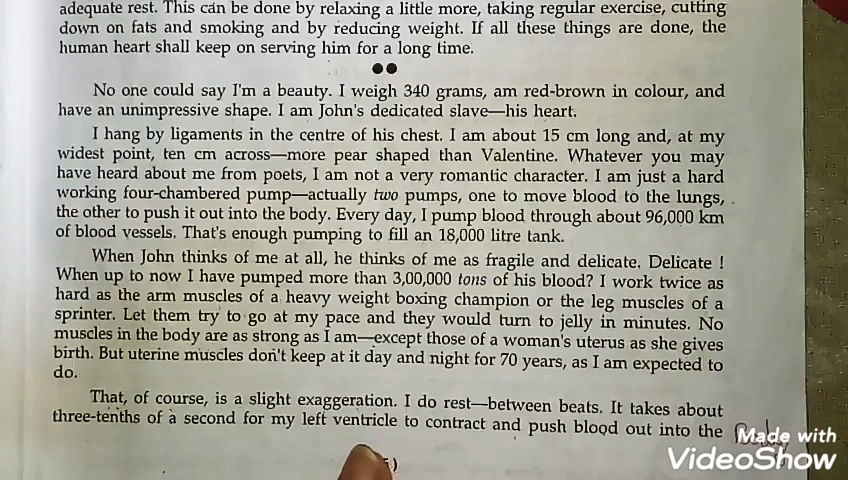 adequate rest. This can be done by relaxing a little more, taking regular exercise, cutting
down on fats and smoking and by reducing weight. If all these things are done, the
human heart shall keep on serving him for a long time.
No one could say I'm a beauty. I weigh 340 grams, am red-brown in colour, and
have an unimpressive shape. I am John's dedicated slave—his heart.
I hang by ligaments in the centre of his chest. I am about 15 cm long and, at my
widest point, ten cm across—more pear shaped than Valentine. Whatever you may
have heard about me from poets, I am not a very romantic character. I am just a hard
working four-chambered pump—actually two pumps, one to move blood to the lungs,
the other to push it out into the body. Every day, I pump blood through about 96,000 km
of blood vessels. That's enough pumping to fill an 18,000 litre tank.
When John thinks of me at all, he thinks of me as fragile and delicate. Delicate !
When up to now I have pumped more than 3,00,000 tons of his blood? I work twice as
hard as the arm muscles of a heavy weight boxing champion or the leg muscles of a
sprinter. Let them try to go at my pace and they would turn to jelly in minutes. No
muscles in the body are as strong as I am—except those of a woman's uterus as she gives
birth. But uterine muscles don't keep at it day and night for 70 years, as I am expected to
do.
That, of course, is a slight exaggeration. I do rest—between beats. It takes about
three-tenths of a second for my left ventricle to contract and push blood out into the
Made with
VideoShow